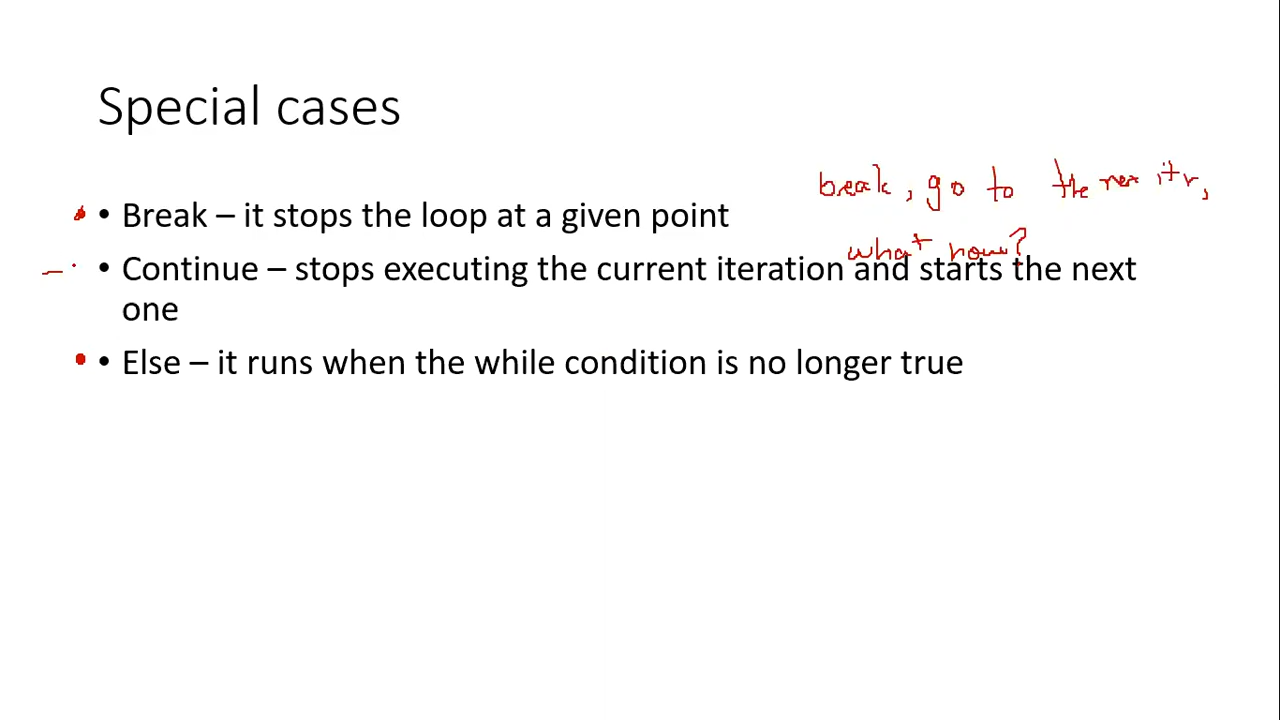 Special cases
break, go to the nex itr,
• Break – it stops the loop at a given point
what now?
• Continue – stops executing the current iteration and starts the next
one
• Else – it runs when the while condition is no longer true